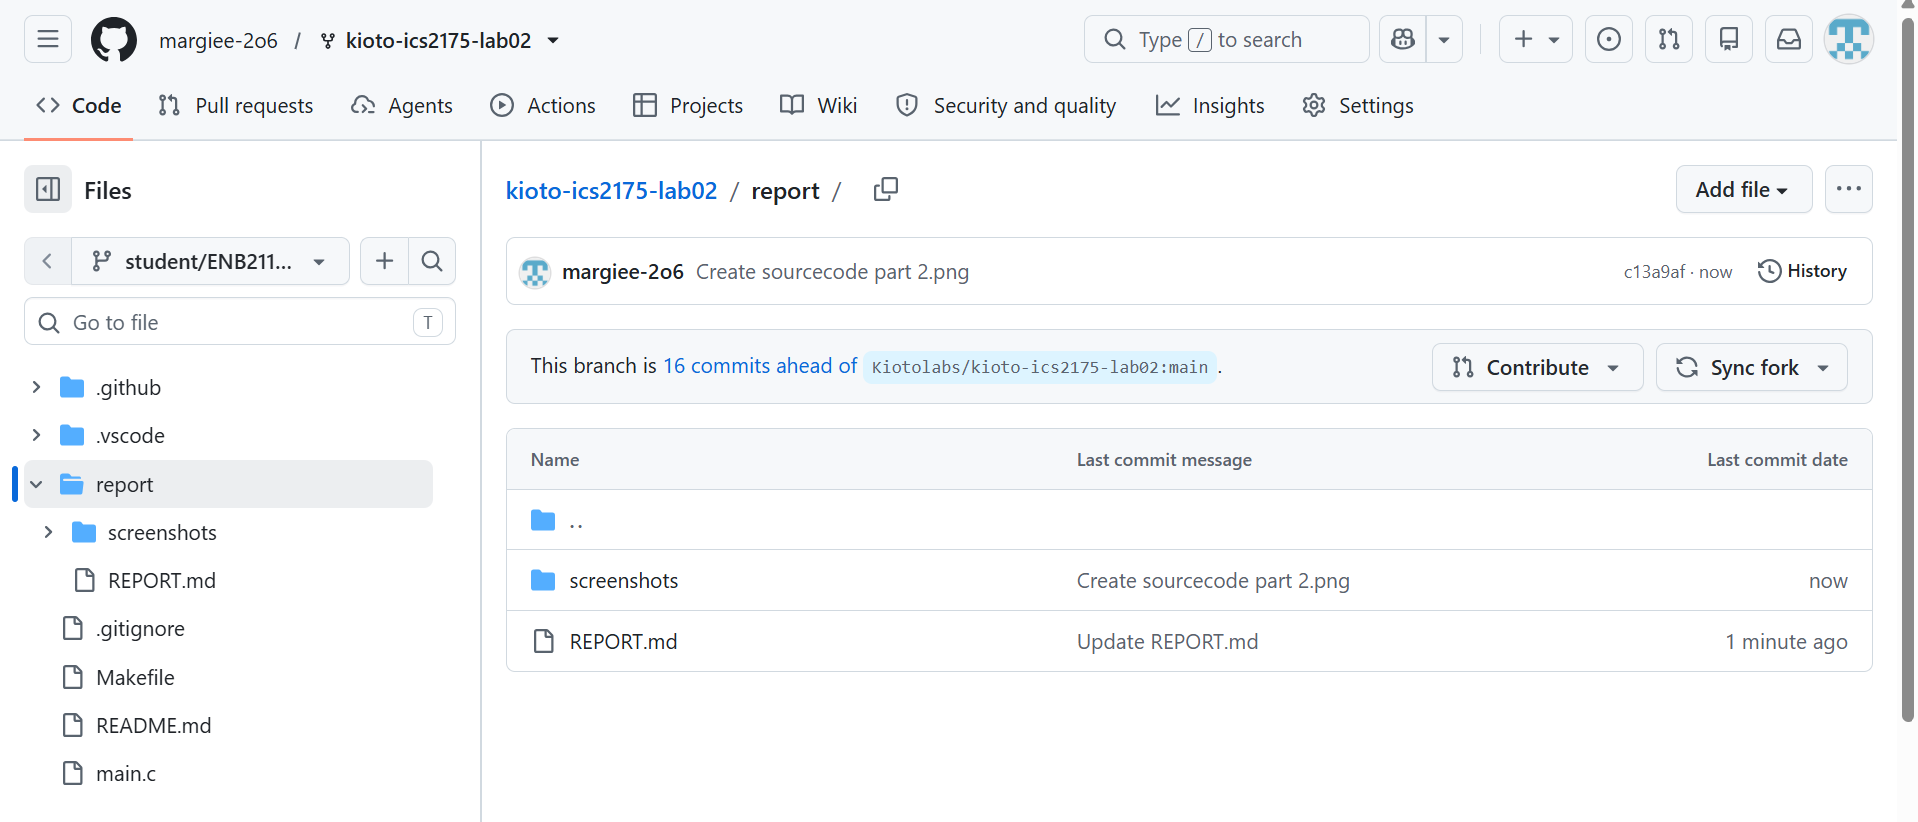 margiee-2o6 / kioto-ics2175-lab02
Type / to search
Code Pull requests Agents Actions Projects Wiki Security and quality Insights Settings
Files
student/ENB211...
Go to file T
.github
.vscode
report
screenshots
REPORT.md
.gitignore
Makefile
README.md
main.c
kioto-ics2175-lab02 / report /
Add file
margiee-2o6 Create sourcecode part 2.png c13a9af · now History
This branch is 16 commits ahead of Kiotolabs/kioto-ics2175-lab02:main .
Contribute Sync fork
Name Last commit message Last commit date
..
screenshots Create sourcecode part 2.png now
REPORT.md Update REPORT.md 1 minute ago